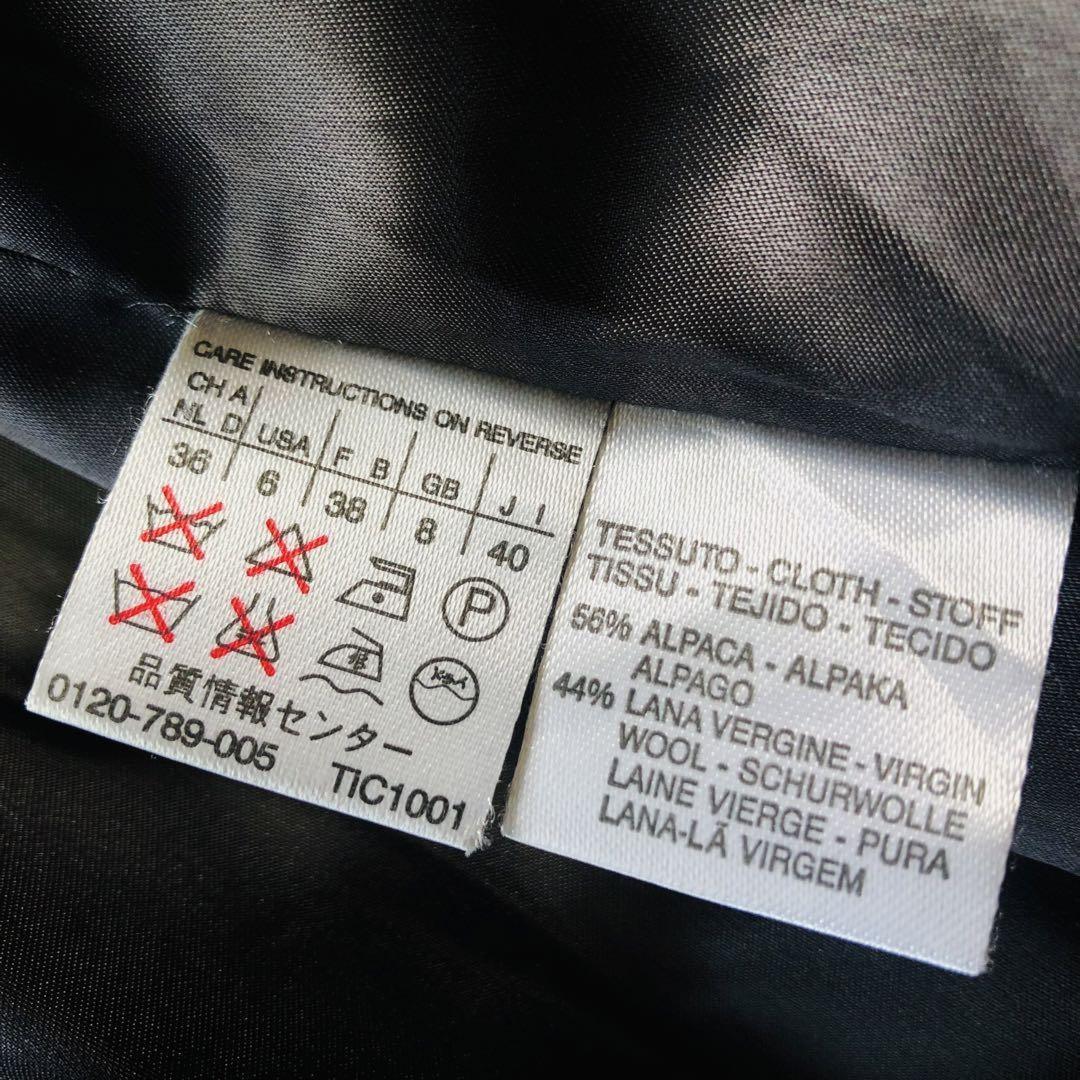 CARE INSTRUCTIONS ON REVERSE
CH A
NL D USA F B GB J I
36 6 38 8 40
P
品質情報センター
0120-789-005 TIC1001
TESSUTO - CLOTH - STOFF
TISSU - TEJIDO - TECIDO
56% ALPACA - ALPAKA
ALPAGO
44% LANA VERGINE - VIRGIN
WOOL - SCHURWOLLE
LAINE VIERGE - PURA
LANA-LÃ VIRGEM